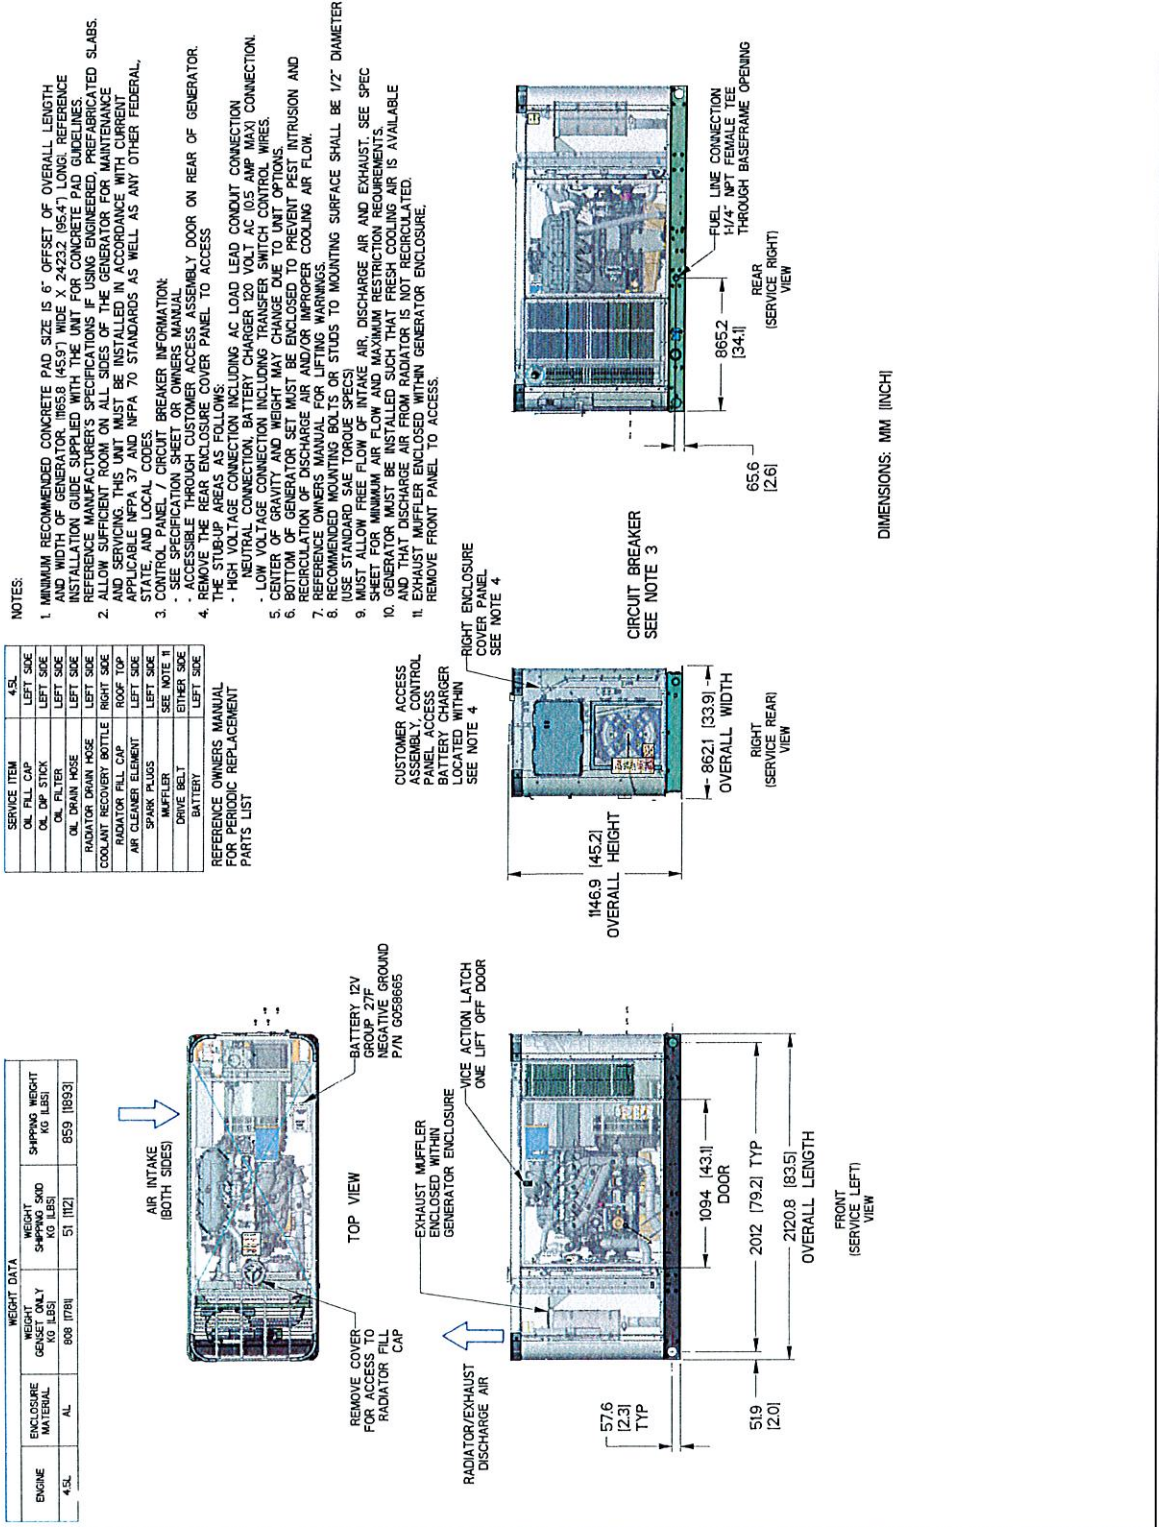 WEIGHT DATA
ENGINE	ENCLOSURE MATERIAL	WEIGHT GENSET ONLY KG [LBS]	WEIGHT SHIPPING SKID KG [LBS]	SHIPPING WEIGHT KG [LBS]
4.5L	AL	808 [1781]	51 [112]	859 [1893]
SERVICE ITEM	4.5L
OIL FILL CAP	LEFT SIDE
OIL DIP STICK	LEFT SIDE
OIL FILTER	LEFT SIDE
OIL DRAIN HOSE	LEFT SIDE
RADIATOR DRAIN HOSE	LEFT SIDE
COOLANT RECOVERY BOTTLE	RIGHT SIDE
RADIATOR FILL CAP	ROOF TOP
AIR CLEANER ELEMENT	LEFT SIDE
SPARK PLUGS	LEFT SIDE
MUFFLER	SEE NOTE 11
DRIVE BELT	EITHER SIDE
BATTERY	LEFT SIDE
REFERENCE OWNERS MANUAL
FOR PERIODIC REPLACEMENT
PARTS LIST
NOTES:
1. MINIMUM RECOMMENDED CONCRETE PAD SIZE IS 6" OFFSET OF OVERALL LENGTH
AND WIDTH OF GENERATOR. [1165.8 (45.9") WIDE X 2423.2 (95.4") LONG]. REFERENCE
INSTALLATION GUIDE SUPPLIED WITH THE UNIT FOR CONCRETE PAD GUIDELINES.
REFERENCE MANUFACTURER'S SPECIFICATIONS IF USING ENGINEERED, PREFABRICATED SLABS.
2. ALLOW SUFFICIENT ROOM ON ALL SIDES OF THE GENERATOR FOR MAINTENANCE
AND SERVICING. THIS UNIT MUST BE INSTALLED IN ACCORDANCE WITH CURRENT
APPLICABLE NFPA 37 AND NFPA 70 STANDARDS AS WELL AS ANY OTHER FEDERAL,
STATE, AND LOCAL CODES.
3. CONTROL PANEL / CIRCUIT BREAKER INFORMATION:
- SEE SPECIFICATION SHEET OR OWNERS MANUAL
- ACCESSIBLE THROUGH CUSTOMER ACCESS ASSEMBLY DOOR ON REAR OF GENERATOR.
4. REMOVE THE REAR ENCLOSURE COVER PANEL TO ACCESS
THE STUB-UP AREAS AS FOLLOWS:
- HIGH VOLTAGE CONNECTION INCLUDING AC LOAD LEAD CONDUIT CONNECTION
NEUTRAL CONNECTION, BATTERY CHARGER 120 VOLT AC (0.5 AMP MAX) CONNECTION.
- LOW VOLTAGE CONNECTION INCLUDING TRANSFER SWITCH CONTROL WIRES.
5. CENTER OF GRAVITY AND WEIGHT MAY CHANGE DUE TO UNIT OPTIONS.
6. BOTTOM OF GENERATOR SET MUST BE ENCLOSED TO PREVENT PEST INTRUSION AND
RECIRCULATION OF DISCHARGE AIR AND/OR IMPROPER COOLING AIR FLOW.
7. REFERENCE OWNERS MANUAL FOR LIFTING WARNINGS.
8. RECOMMENDED MOUNTING BOLTS OR STUDS TO MOUNTING SURFACE SHALL BE 1/2" DIAMETER
(USE STANDARD SAE TORQUE SPECS)
9. MUST ALLOW FREE FLOW OF INTAKE AIR, DISCHARGE AIR AND EXHAUST. SEE SPEC
SHEET FOR MINIMUM AIR FLOW AND MAXIMUM RESTRICTION REQUIREMENTS.
10. GENERATOR MUST BE INSTALLED SUCH THAT FRESH COOLING AIR IS AVAILABLE
AND THAT DISCHARGE AIR FROM RADIATOR IS NOT RECIRCULATED.
11. EXHAUST MUFFLER ENCLOSED WITHIN GENERATOR ENCLOSURE,
REMOVE FRONT PANEL TO ACCESS.
AIR INTAKE
(BOTH SIDES)
REMOVE COVER
FOR ACCESS TO
RADIATOR FILL
CAP
TOP VIEW
BATTERY 12V
GROUP 27F
NEGATIVE GROUND
P/N G058665
RADIATOR/EXHAUST
DISCHARGE AIR
EXHAUST MUFFLER
ENCLOSED WITHIN
GENERATOR ENCLOSURE
VICE ACTION LATCH
ONE LIFT OFF DOOR
57.6
[2.3]
TYP
1094 [43.1]
DOOR
2012 [79.2] TYP
51.9
[2.0]
2120.8 [83.5]
OVERALL LENGTH
FRONT
(SERVICE LEFT)
VIEW
CUSTOMER ACCESS
ASSEMBLY, CONTROL
PANEL ACCESS
BATTERY CHARGER
LOCATED WITHIN
SEE NOTE 4
RIGHT ENCLOSURE
COVER PANEL
SEE NOTE 4
1146.9 [45.2]
OVERALL HEIGHT
CIRCUIT BREAKER
SEE NOTE 3
862.1 [33.9]
OVERALL WIDTH
RIGHT
(SERVICE REAR)
VIEW
865.2
[34.1]
65.6
[2.6]
FUEL LINE CONNECTION
1-1/4" NPT FEMALE TEE
THROUGH BASEFRAME OPENING
REAR
(SERVICE RIGHT)
VIEW
DIMENSIONS: MM [INCH]